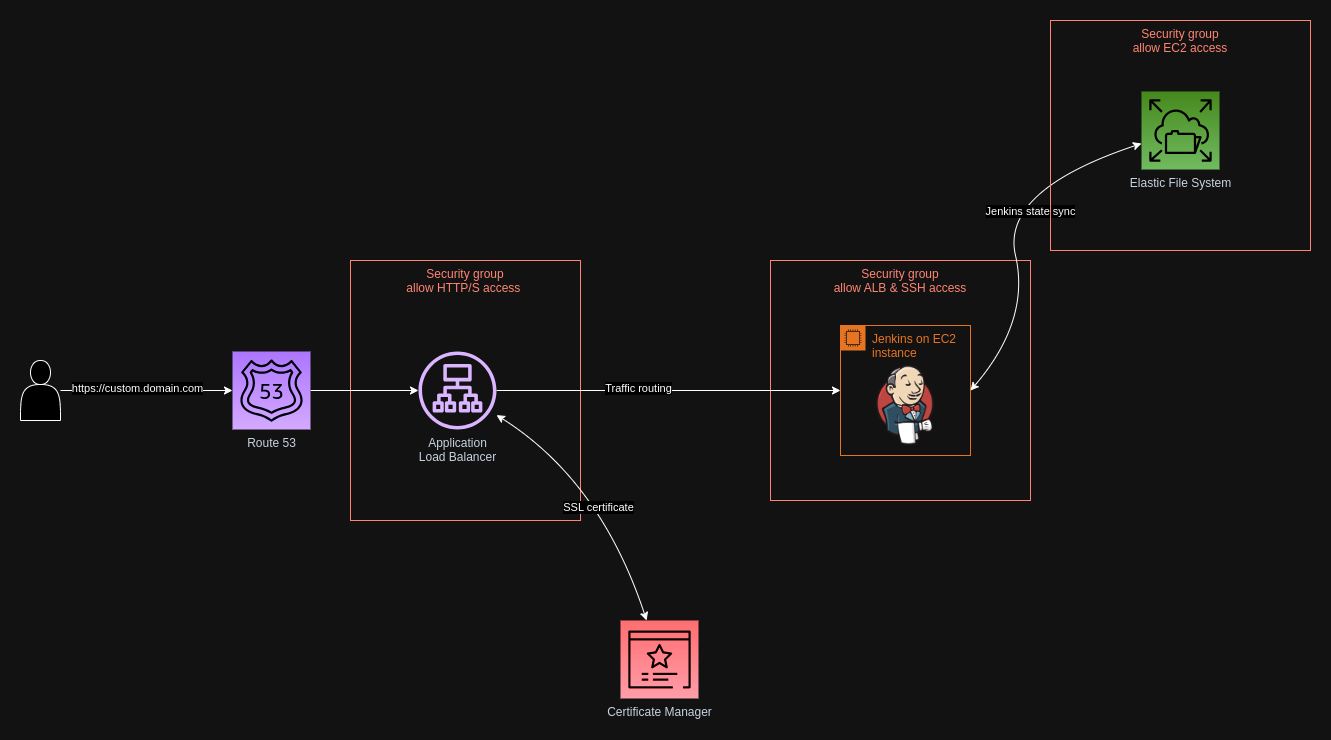 Security group
allow EC2 access
Elastic File System
Jenkins state sync
Security group
allow HTTP/S access
Security group
allow ALB & SSH access
Jenkins on EC2
instance
https://custom.domain.com
53
Route 53
Application
Load Balancer
Traffic routing
SSL certificate
Certificate Manager